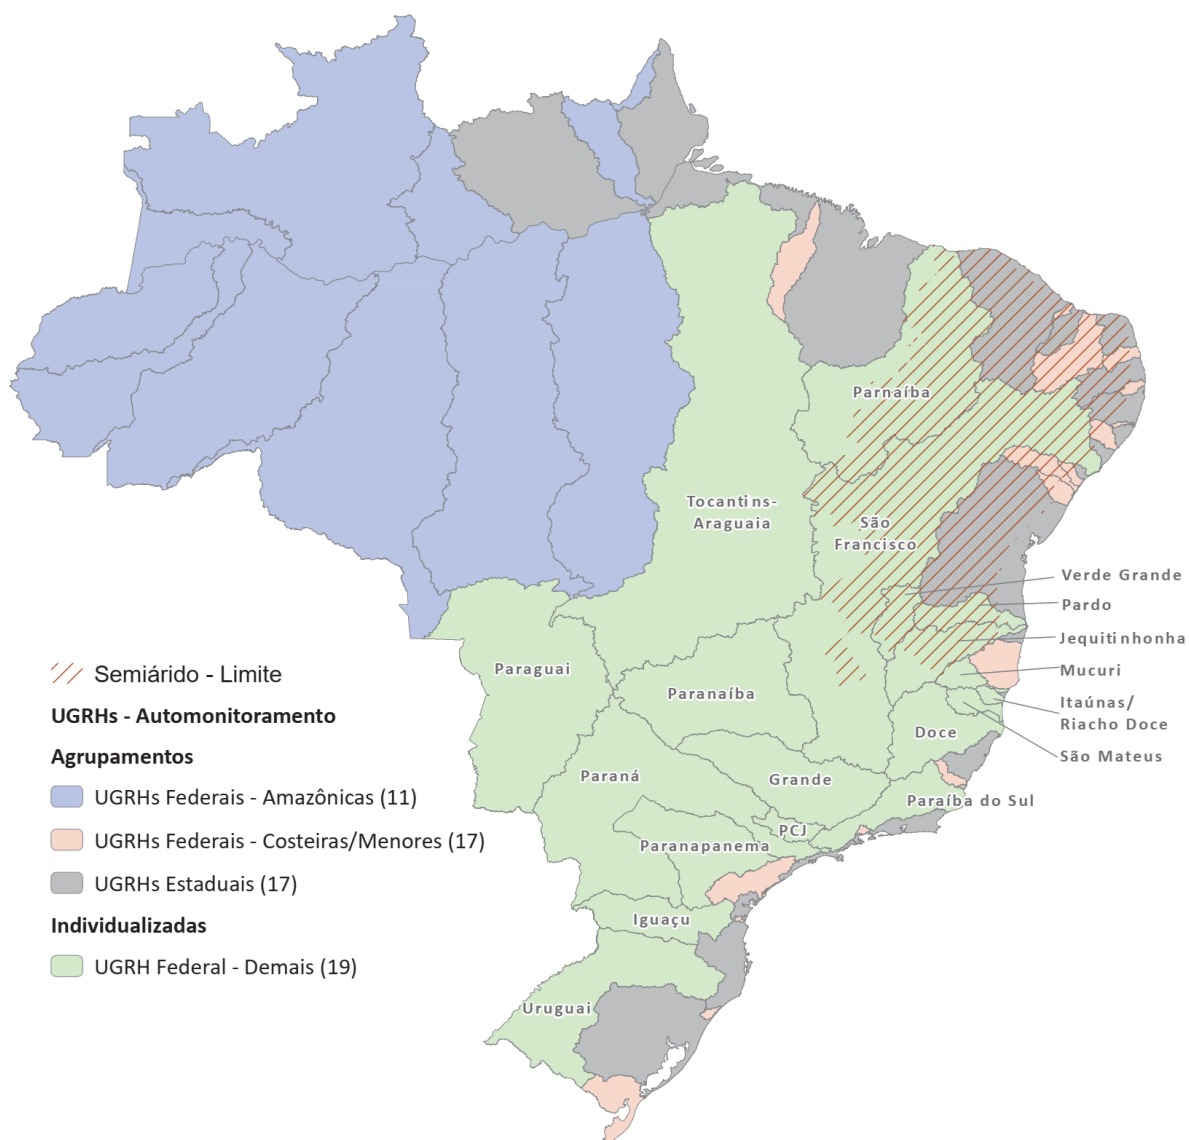 Parnaíba
Tocantins-
Araguaia
São
Francisco
Verde Grande
Pardo
Jequitinhonha
Mucuri
Itaúnas/
Riacho Doce
São Mateus
Paraguai
Paranaíba
Doce
Paraná
Grande
Paraíba do Sul
PCJ
Paranapanema
Iguaçu
Uruguai
Semiárido - Limite
UGRHs - Automonitoramento
Agrupamentos
UGRHs Federais - Amazônicas (11)
UGRHs Federais - Costeiras/Menores (17)
UGRHs Estaduais (17)
Individualizadas
UGRH Federal - Demais (19)